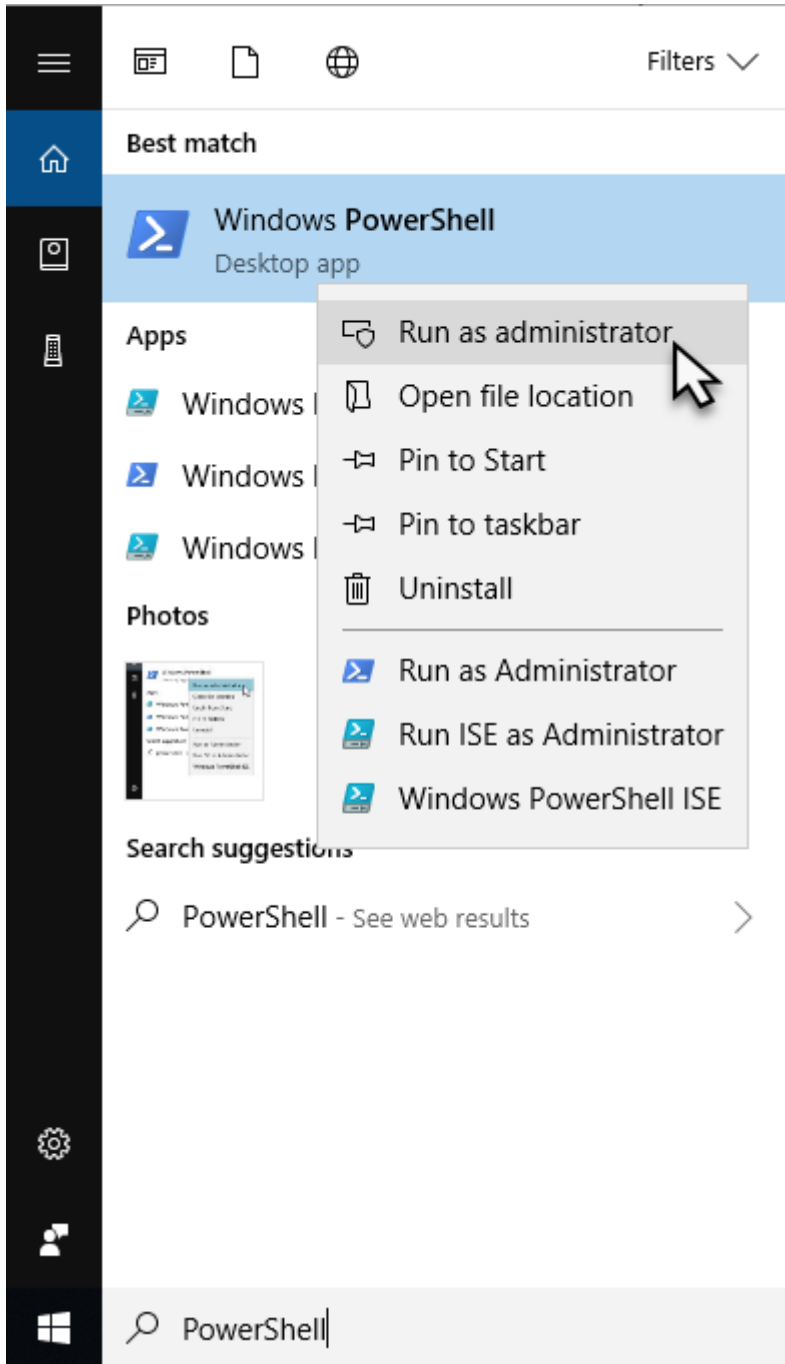 Filters
Best match
Windows PowerShell
Desktop app
Apps
Run as administrator
Windows
Open file location
Windows
Pin to Start
Windows
Pin to taskbar
Uninstall
Photos
Run as Administrator
Run ISE as Administrator
Windows PowerShell ISE
Search suggestions
PowerShell - See web results
PowerShell